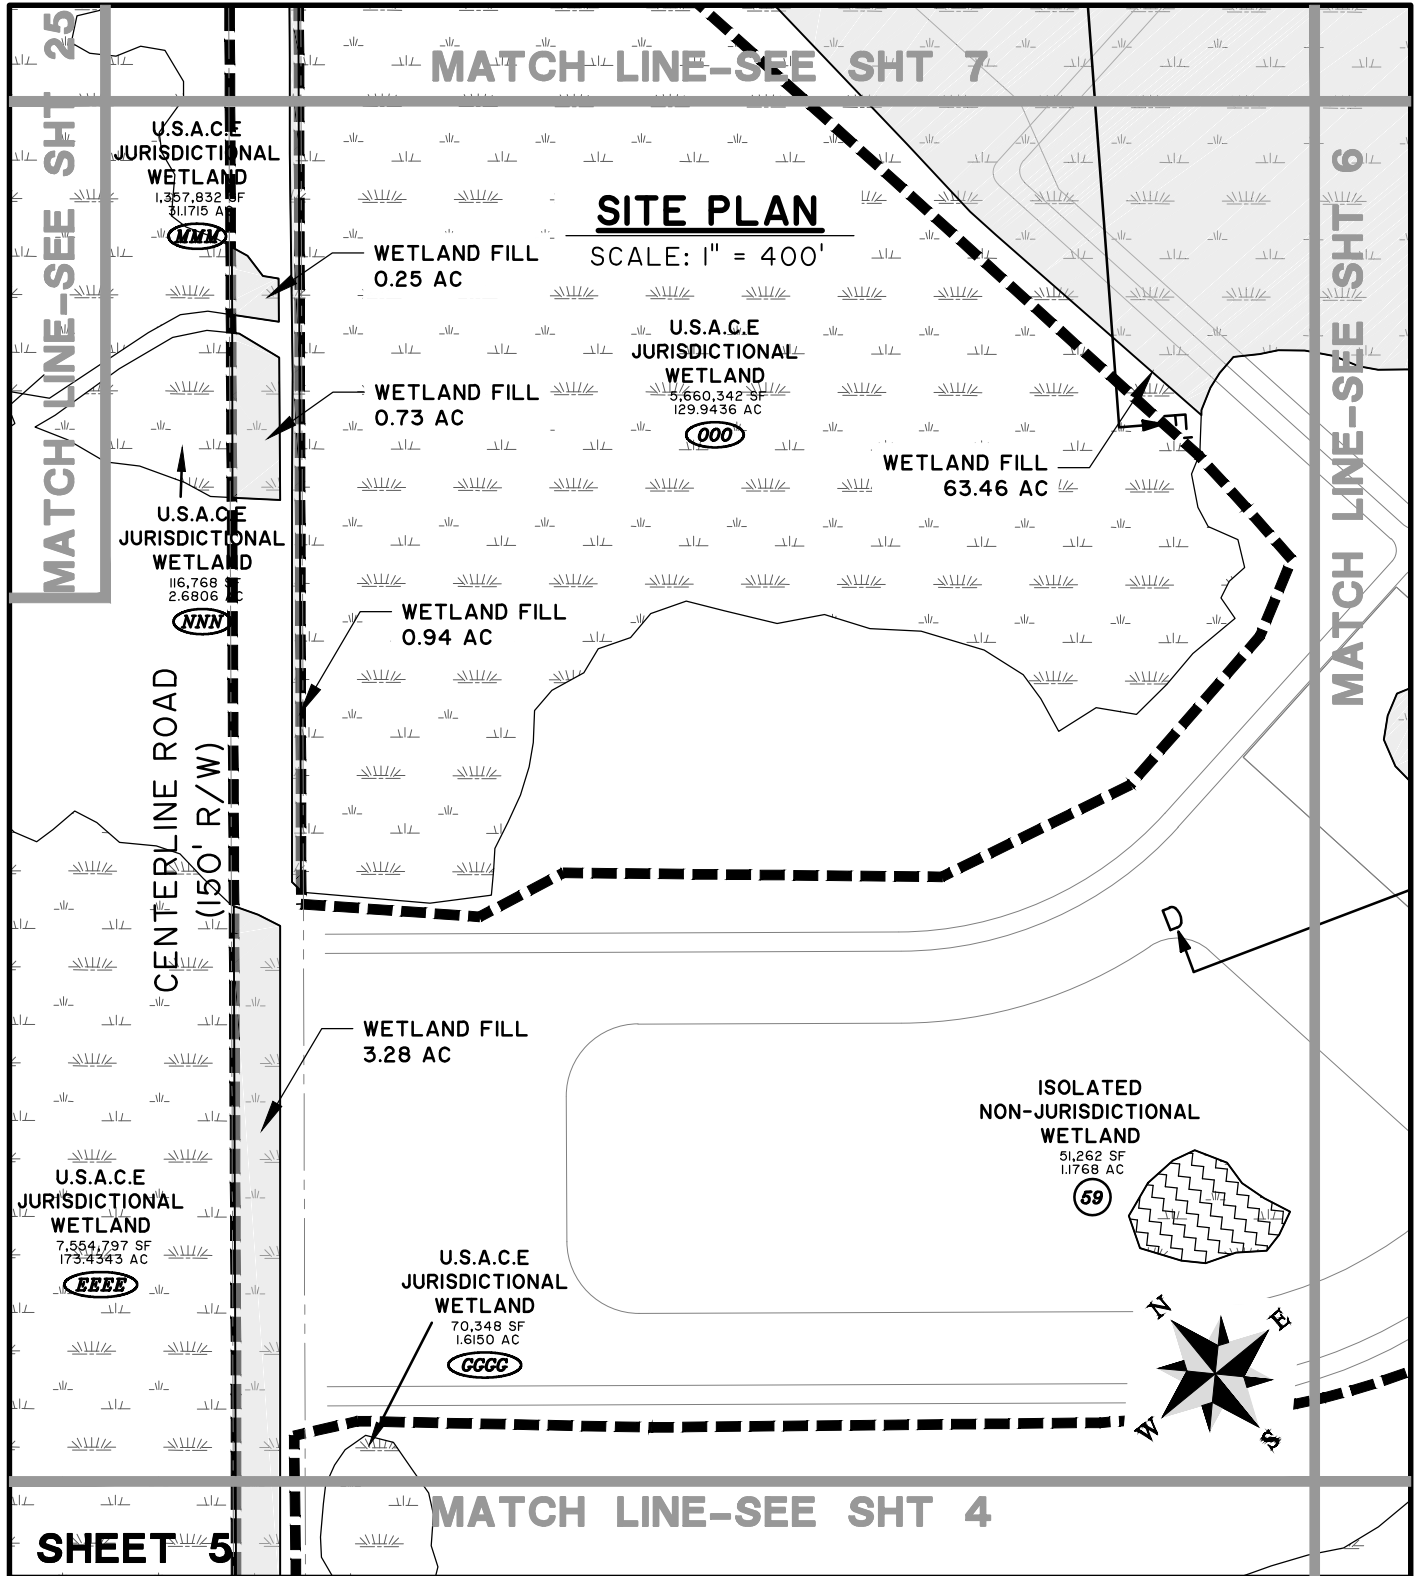 MATCH LINE-SEE SHT 25
MATCH LINE-SEE SHT 7
MATCH LINE-SEE SHT 6
U.S.A.C.E
JURISDICTIONAL
WETLAND
1,357,832 SF
31.1715 AC
MMM
SITE PLAN
SCALE: 1" = 400'
WETLAND FILL
0.25 AC
U.S.A.C.E
JURISDICTIONAL
WETLAND
5,660,342 SF
129.9436 AC
OOO
WETLAND FILL
0.73 AC
E'
WETLAND FILL
63.46 AC
U.S.A.C.E
JURISDICTIONAL
WETLAND
116,768 SF
2.6806 AC
NNN
WETLAND FILL
0.94 AC
CENTERLINE ROAD
(150' R/W)
D
WETLAND FILL
3.28 AC
ISOLATED
NON-JURISDICTIONAL
WETLAND
51,262 SF
1.1768 AC
59
U.S.A.C.E
JURISDICTIONAL
WETLAND
7,554,797 SF
173.4343 AC
EEEE
U.S.A.C.E
JURISDICTIONAL
WETLAND
70,348 SF
1.6150 AC
GGGG
N
E
W
S
MATCH LINE-SEE SHT 4
SHEET 5